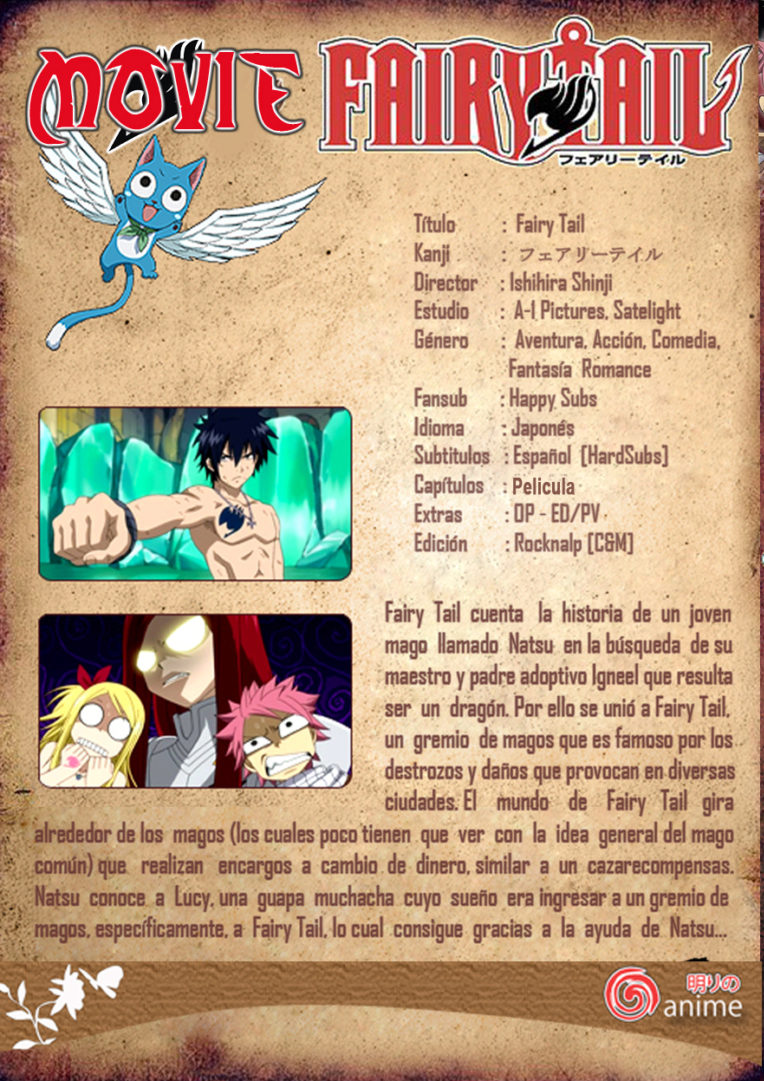 MOVIE FAIRY TAIL
フェアリーテイル
Título : Fairy Tail
Kanji : フェアリーテイル
Director : Ishihira Shinji
Estudio : A-1 Pictures, Satelight
Género : Aventura, Acción, Comedia,
Fantasía Romance
Fansub : Happy Subs
Idioma : Japonés
Subtitulos : Español [HardSubs]
Capítulos : Pelicula
Extras : OP - ED/PV
Edición : Rocknalp [C&M]
Fairy Tail cuenta la historia de un joven
mago llamado Natsu en la búsqueda de su
maestro y padre adoptivo Igneel que resulta
ser un dragón. Por ello se unió a Fairy Tail,
un gremio de magos que es famoso por los
destrozos y daños que provocan en diversas
ciudades. El mundo de Fairy Tail gira
alrededor de los magos (los cuales poco tienen que ver con la idea general del mago
común) que realizan encargos a cambio de dinero, similar a un cazarecompensas.
Natsu conoce a Lucy, una guapa muchacha cuyo sueño era ingresar a un gremio de
magos, específicamente, a Fairy Tail, lo cual consigue gracias a la ayuda de Natsu...
明りの
anime